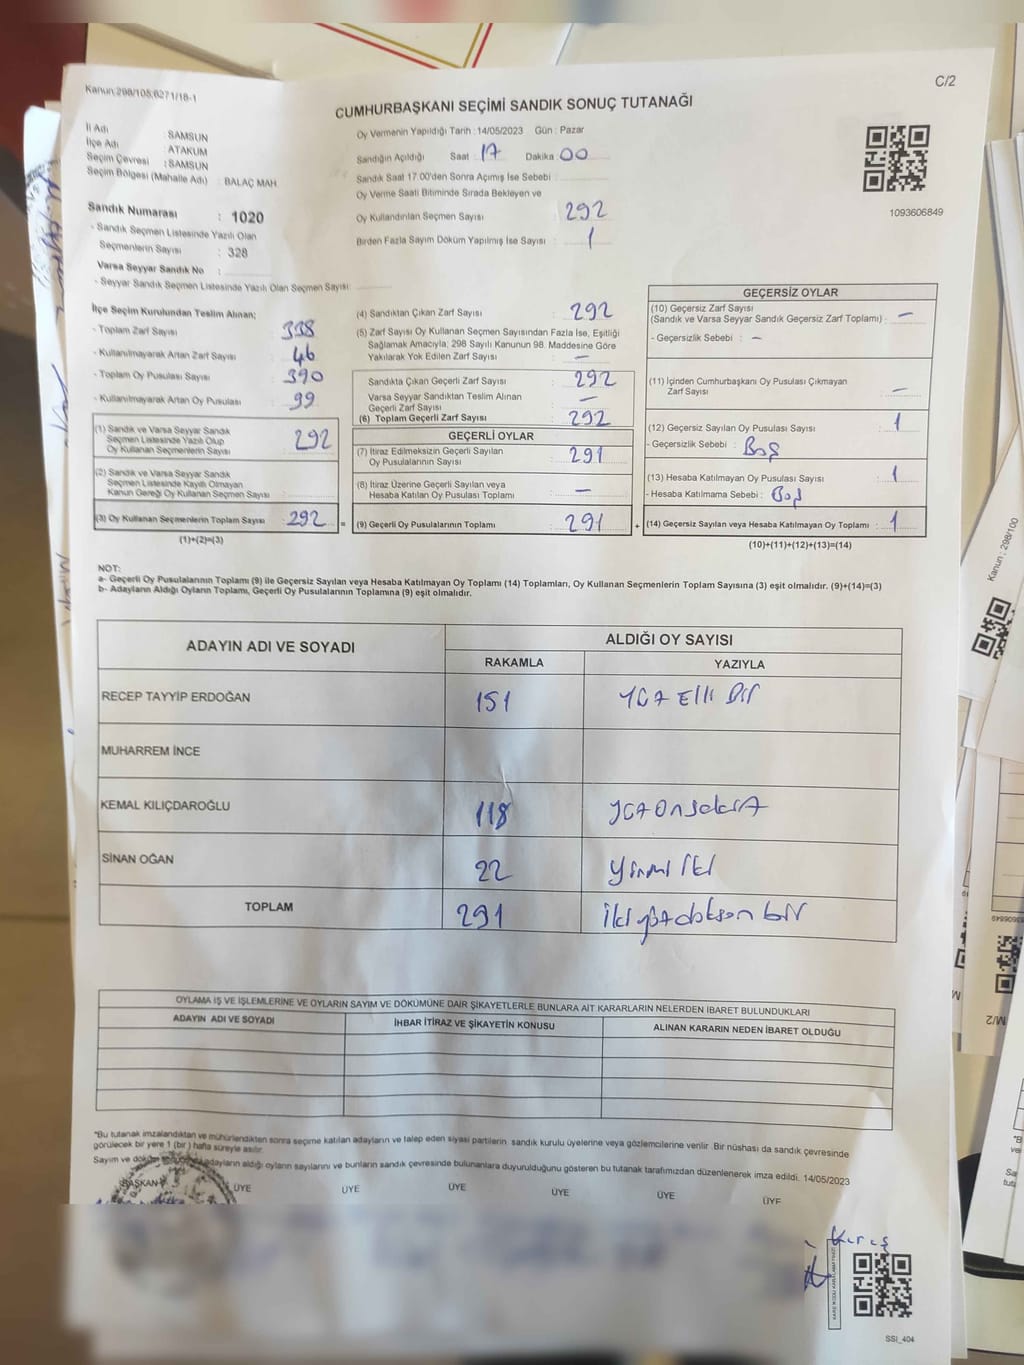 Kanun:298/105;6271/18-1
C/2
CUMHURBAŞKANI SEÇİMİ SANDIK SONUÇ TUTANAĞI
İl Adı : SAMSUN
İlçe Adı : ATAKUM
Seçim Çevresi : SAMSUN
Seçim Bölgesi (Mahalle Adı) : BALAÇ MAH.
Sandık Numarası : 1020
- Sandık Seçmen Listesinde Yazılı Olan
Seçmenlerin Sayısı : 328
Varsa Seyyar Sandık No :
- Seyyar Sandık Seçmen Listesinde Yazılı Olan Seçmen Sayısı:
Oy Vermenin Yapıldığı Tarih : 14/05/2023 Gün : Pazar
Sandığın Açıldığı Saat : 17 Dakika : 00
Sandık Saat 17:00'den Sonra Açımış İse Sebebi :
Oy Verme Saati Bitiminde Sırada Bekleyen ve
Oy Kullandırılan Seçmen Sayısı : 292
Birden Fazla Sayım Döküm Yapılmış İse Sayısı : 1
1093606849
İlçe Seçim Kurulundan Teslim Alınan;
- Toplam Zarf Sayısı : 338
- Kullanılmayarak Artan Zarf Sayısı : 46
- Toplam Oy Pusulası Sayısı : 390
- Kullanılmayarak Artan Oy Pusulası : 99
(1) Sandık ve Varsa Seyyar Sandık
Seçmen Listesinde Yazılı Olup
Oy Kullanan Seçmenlerin Sayısı : 292
(2) Sandık ve Varsa Seyyar Sandık
Seçmen Listesinde Kayıtlı Olmayan
Kanun Gereği Oy Kullanan Seçmen Sayısı :
(3) Oy Kullanan Seçmenlerin Toplam Sayısı : 292 =
(1)+(2)=(3)
(4) Sandıktan Çıkan Zarf Sayısı : 292
(5) Zarf Sayısı Oy Kullanan Seçmen Sayısından Fazla İse, Eşitliği
Sağlamak Amacıyla; 298 Sayılı Kanunun 98. Maddesine Göre
Yakılarak Yok Edilen Zarf Sayısı : —
Sandıkta Çıkan Geçerli Zarf Sayısı : 292
Varsa Seyyar Sandıktan Teslim Alınan
Geçerli Zarf Sayısı : —
(6) Toplam Geçerli Zarf Sayısı : 292
GEÇERLİ OYLAR
(7) İtiraz Edilmeksizin Geçerli Sayılan
Oy Pusulalarının Sayısı : 291
(8) İtiraz Üzerine Geçerli Sayılan veya
Hesaba Katılan Oy Pusulası Toplamı : —
(9) Geçerli Oy Pusulalarının Toplamı : 291 +
GEÇERSİZ OYLAR
(10) Geçersiz Zarf Sayısı
(Sandık ve Varsa Seyyar Sandık Geçersiz Zarf Toplamı) : —
- Geçersizlik Sebebi : —
(11) İçinden Cumhurbaşkanı Oy Pusulası Çıkmayan
Zarf Sayısı : —
(12) Geçersiz Sayılan Oy Pusulası Sayısı : 1
- Geçersizlik Sebebi : Boş
(13) Hesaba Katılmayan Oy Pusulası Sayısı : 1
- Hesaba Katılmama Sebebi : Boş
(14) Geçersiz Sayılan veya Hesaba Katılmayan Oy Toplamı : 1
(10)+(11)+(12)+(13)=(14)
NOT:
a- Geçerli Oy Pusulalarının Toplamı (9) ile Geçersiz Sayılan veya Hesaba Katılmayan Oy Toplamı (14) Toplamları, Oy Kullanan Seçmenlerin Toplam Sayısına (3) eşit olmalıdır. (9)+(14)=(3)
b- Adayların Aldığı Oyların Toplamı, Geçerli Oy Pusulalarının Toplamına (9) eşit olmalıdır.
ADAYIN ADI VE SOYADI
ALDIĞI OY SAYISI
RAKAMLA YAZIYLA
RECEP TAYYİP ERDOĞAN 151 Yüz Elli Bir
MUHARREM İNCE
KEMAL KILIÇDAROĞLU 118 yüz on sekiz
SİNAN OĞAN 22 yirmi iki
TOPLAM 291 iki yüz doksan bir
OYLAMA İŞ VE İŞLEMLERİNE VE OYLARIN SAYIM VE DÖKÜMÜNE DAİR ŞİKAYETLERLE BUNLARA AİT KARARLARIN NELERDEN İBARET BULUNDUKLARI
ADAYIN ADI VE SOYADI İHBAR İTİRAZ VE ŞİKAYETİN KONUSU ALINAN KARARIN NEDEN İBARET OLDUĞU
"Bu tutanak imzalandıktan ve mühürlendikten sonra seçime katılan adayların ve talep eden siyasi partilerin sandık kurulu üyelerine veya gözlemcilerine verilir. Bir nüshası da sandık çevresinde
görülecek bir yere 1 (bir ) hafta süreyle asılır.
Sayım ve döküm adayların aldığı oyların sayılarını ve bunların sandık çevresinde bulunanlara duyurulduğunu gösteren bu tutanak tarafımızdan düzenlenerek imza edildi. 14/05/2023
BAŞKAN ÜYE ÜYE ÜYE ÜYE ÜYE ÜYE
SSI_404
Kanun : 298/100
M/2